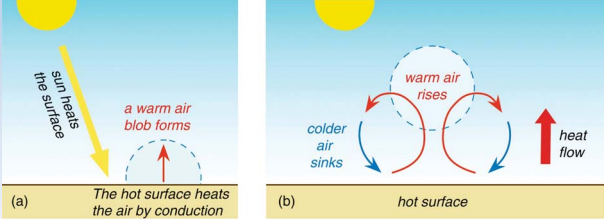 sun heats
the surface
a warm air
blob forms
(a)
The hot surface heats
the air by conduction
warm air
rises
colder
air
sinks
heat
flow
(b)
hot surface